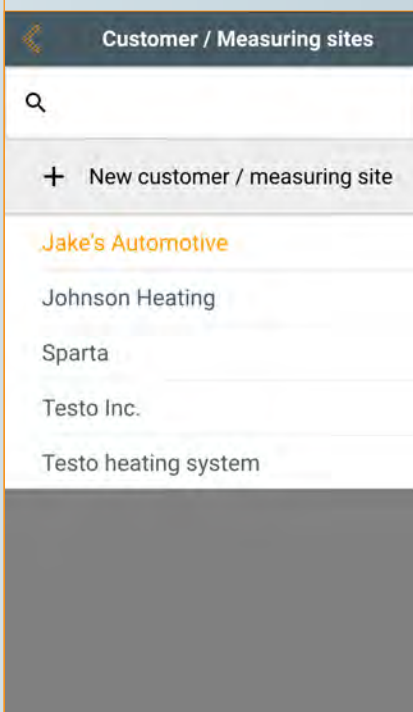 Customer / Measuring sites
+ New customer / measuring site
Jake's Automotive
Johnson Heating
Sparta
Testo Inc.
Testo heating system